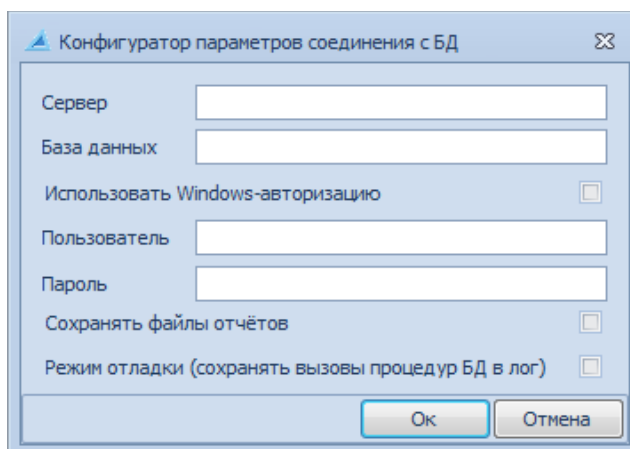 Конфигуратор параметров соединения с БД
Сервер
База данных
Использовать Windows-авторизацию
Пользователь
Пароль
Сохранять файлы отчётов
Режим отладки (сохранять вызовы процедур БД в лог)
Ок Отмена